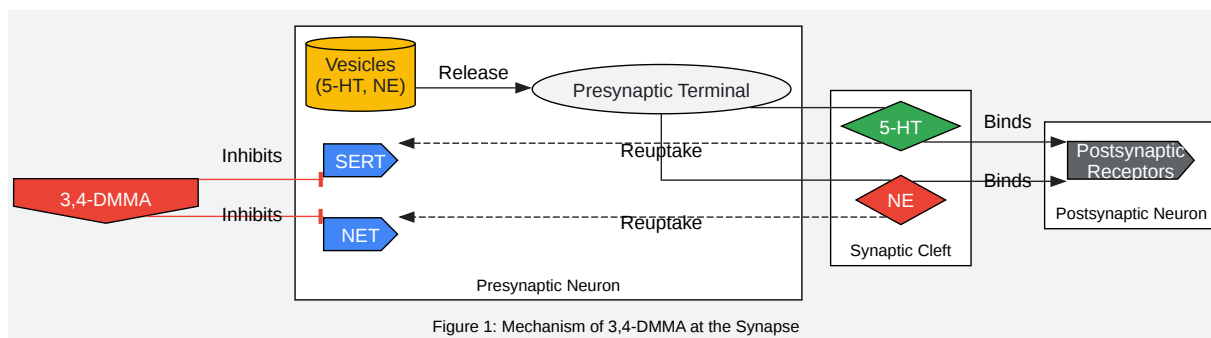 Vesicles
(5-HT, NE)
Release
Presynaptic Terminal
5-HT
Binds
Inhibits
SERT
Reuptake
Postsynaptic
Receptors
3,4-DMMA
Inhibits
NET
Reuptake
NE
Binds
Postsynaptic Neuron
Synaptic Cleft
Presynaptic Neuron
Figure 1: Mechanism of 3,4-DMMA at the Synapse